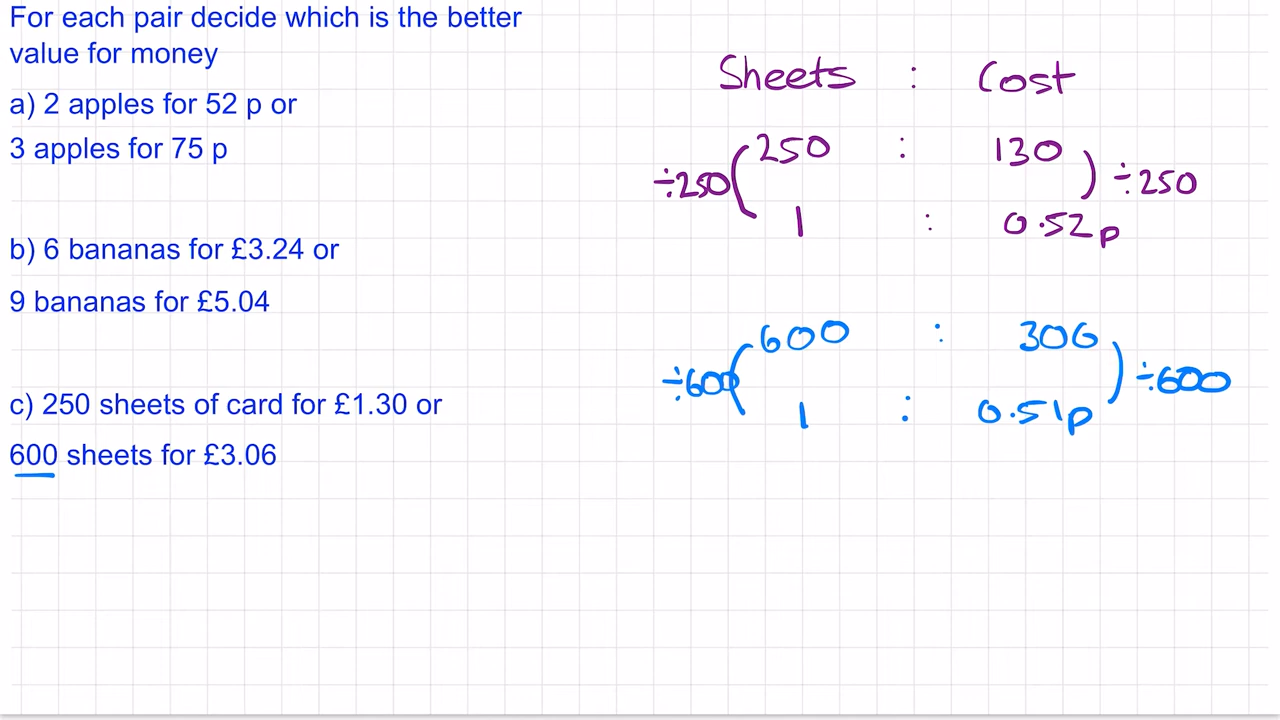 For each pair decide which is the better
value for money
a) 2 apples for 52 p or
3 apples for 75 p
b) 6 bananas for £3.24 or
9 bananas for £5.04
c) 250 sheets of card for £1.30 or
600 sheets for £3.06
Sheets : Cost
250 : 130
÷250 ÷250
1 : 0.52p
600 : 306
÷600 ÷600
1 : 0.51p